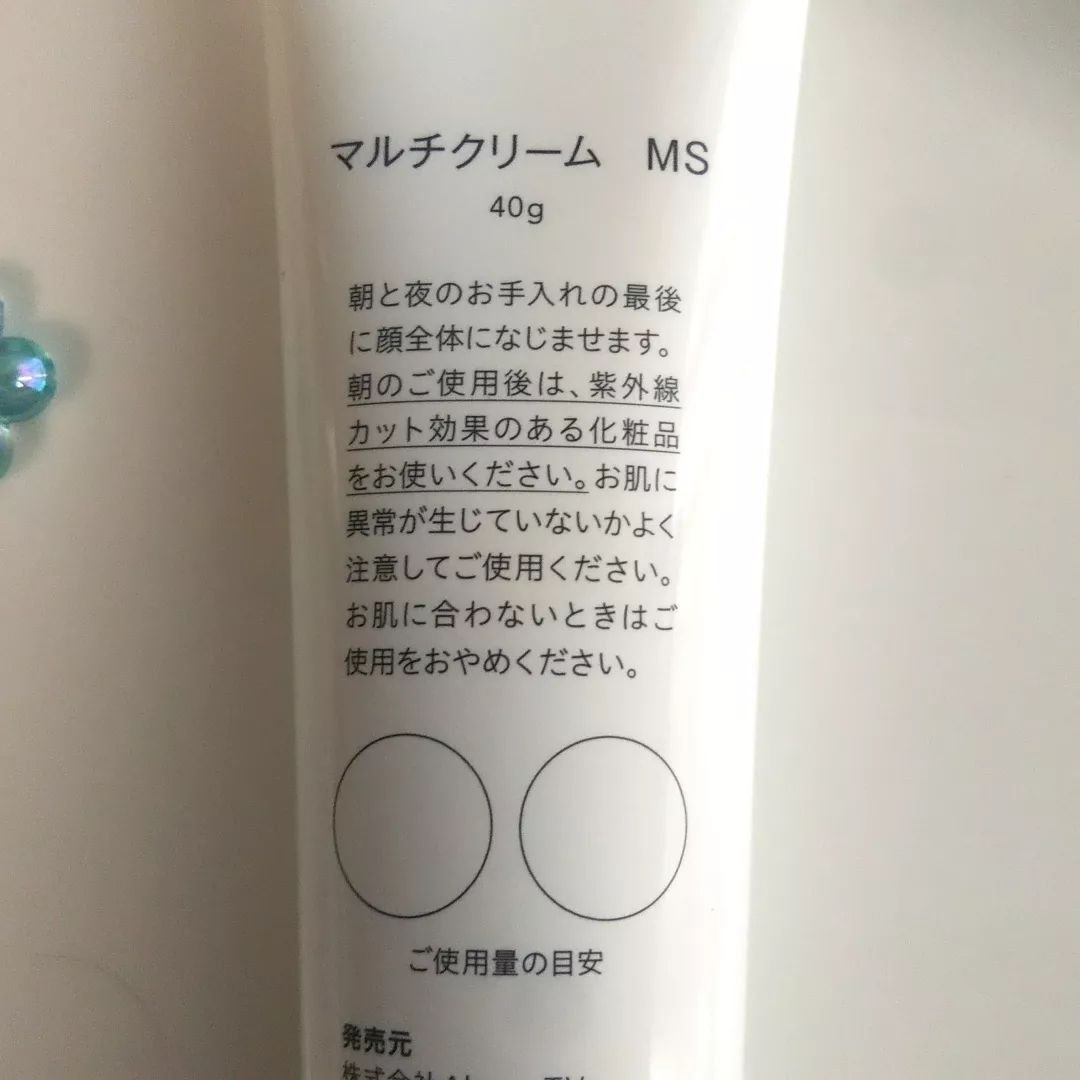 マルチクリーム MS
40g
朝と夜のお手入れの最後
に顔全体になじませます。
朝のご使用後は、紫外線
カット効果のある化粧品
をお使いください。お肌に
異常が生じていないかよく
注意してご使用ください。
お肌に合わないときはご
使用をおやめください。
ご使用量の目安
発売元
株式会社